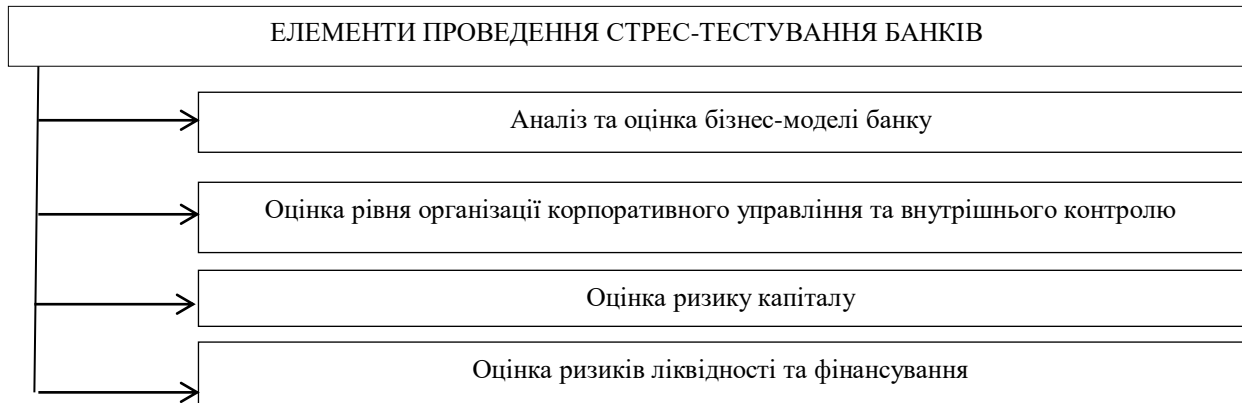 ЕЛЕМЕНТИ ПРОВЕДЕННЯ СТРЕС-ТЕСТУВАННЯ БАНКІВ
Аналіз та оцінка бізнес-моделі банку
Оцінка рівня організації корпоративного управління та внутрішнього контролю
Оцінка ризику капіталу
Оцінка ризиків ліквідності та фінансування